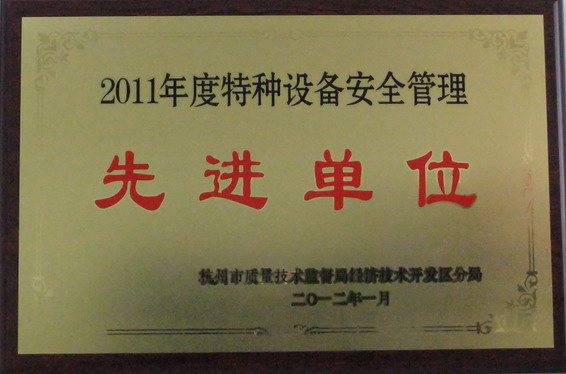 2011年度特种设备安全管理
先进单位
杭州市质量技术监督局经济技术开发区分局
二〇一二年一月